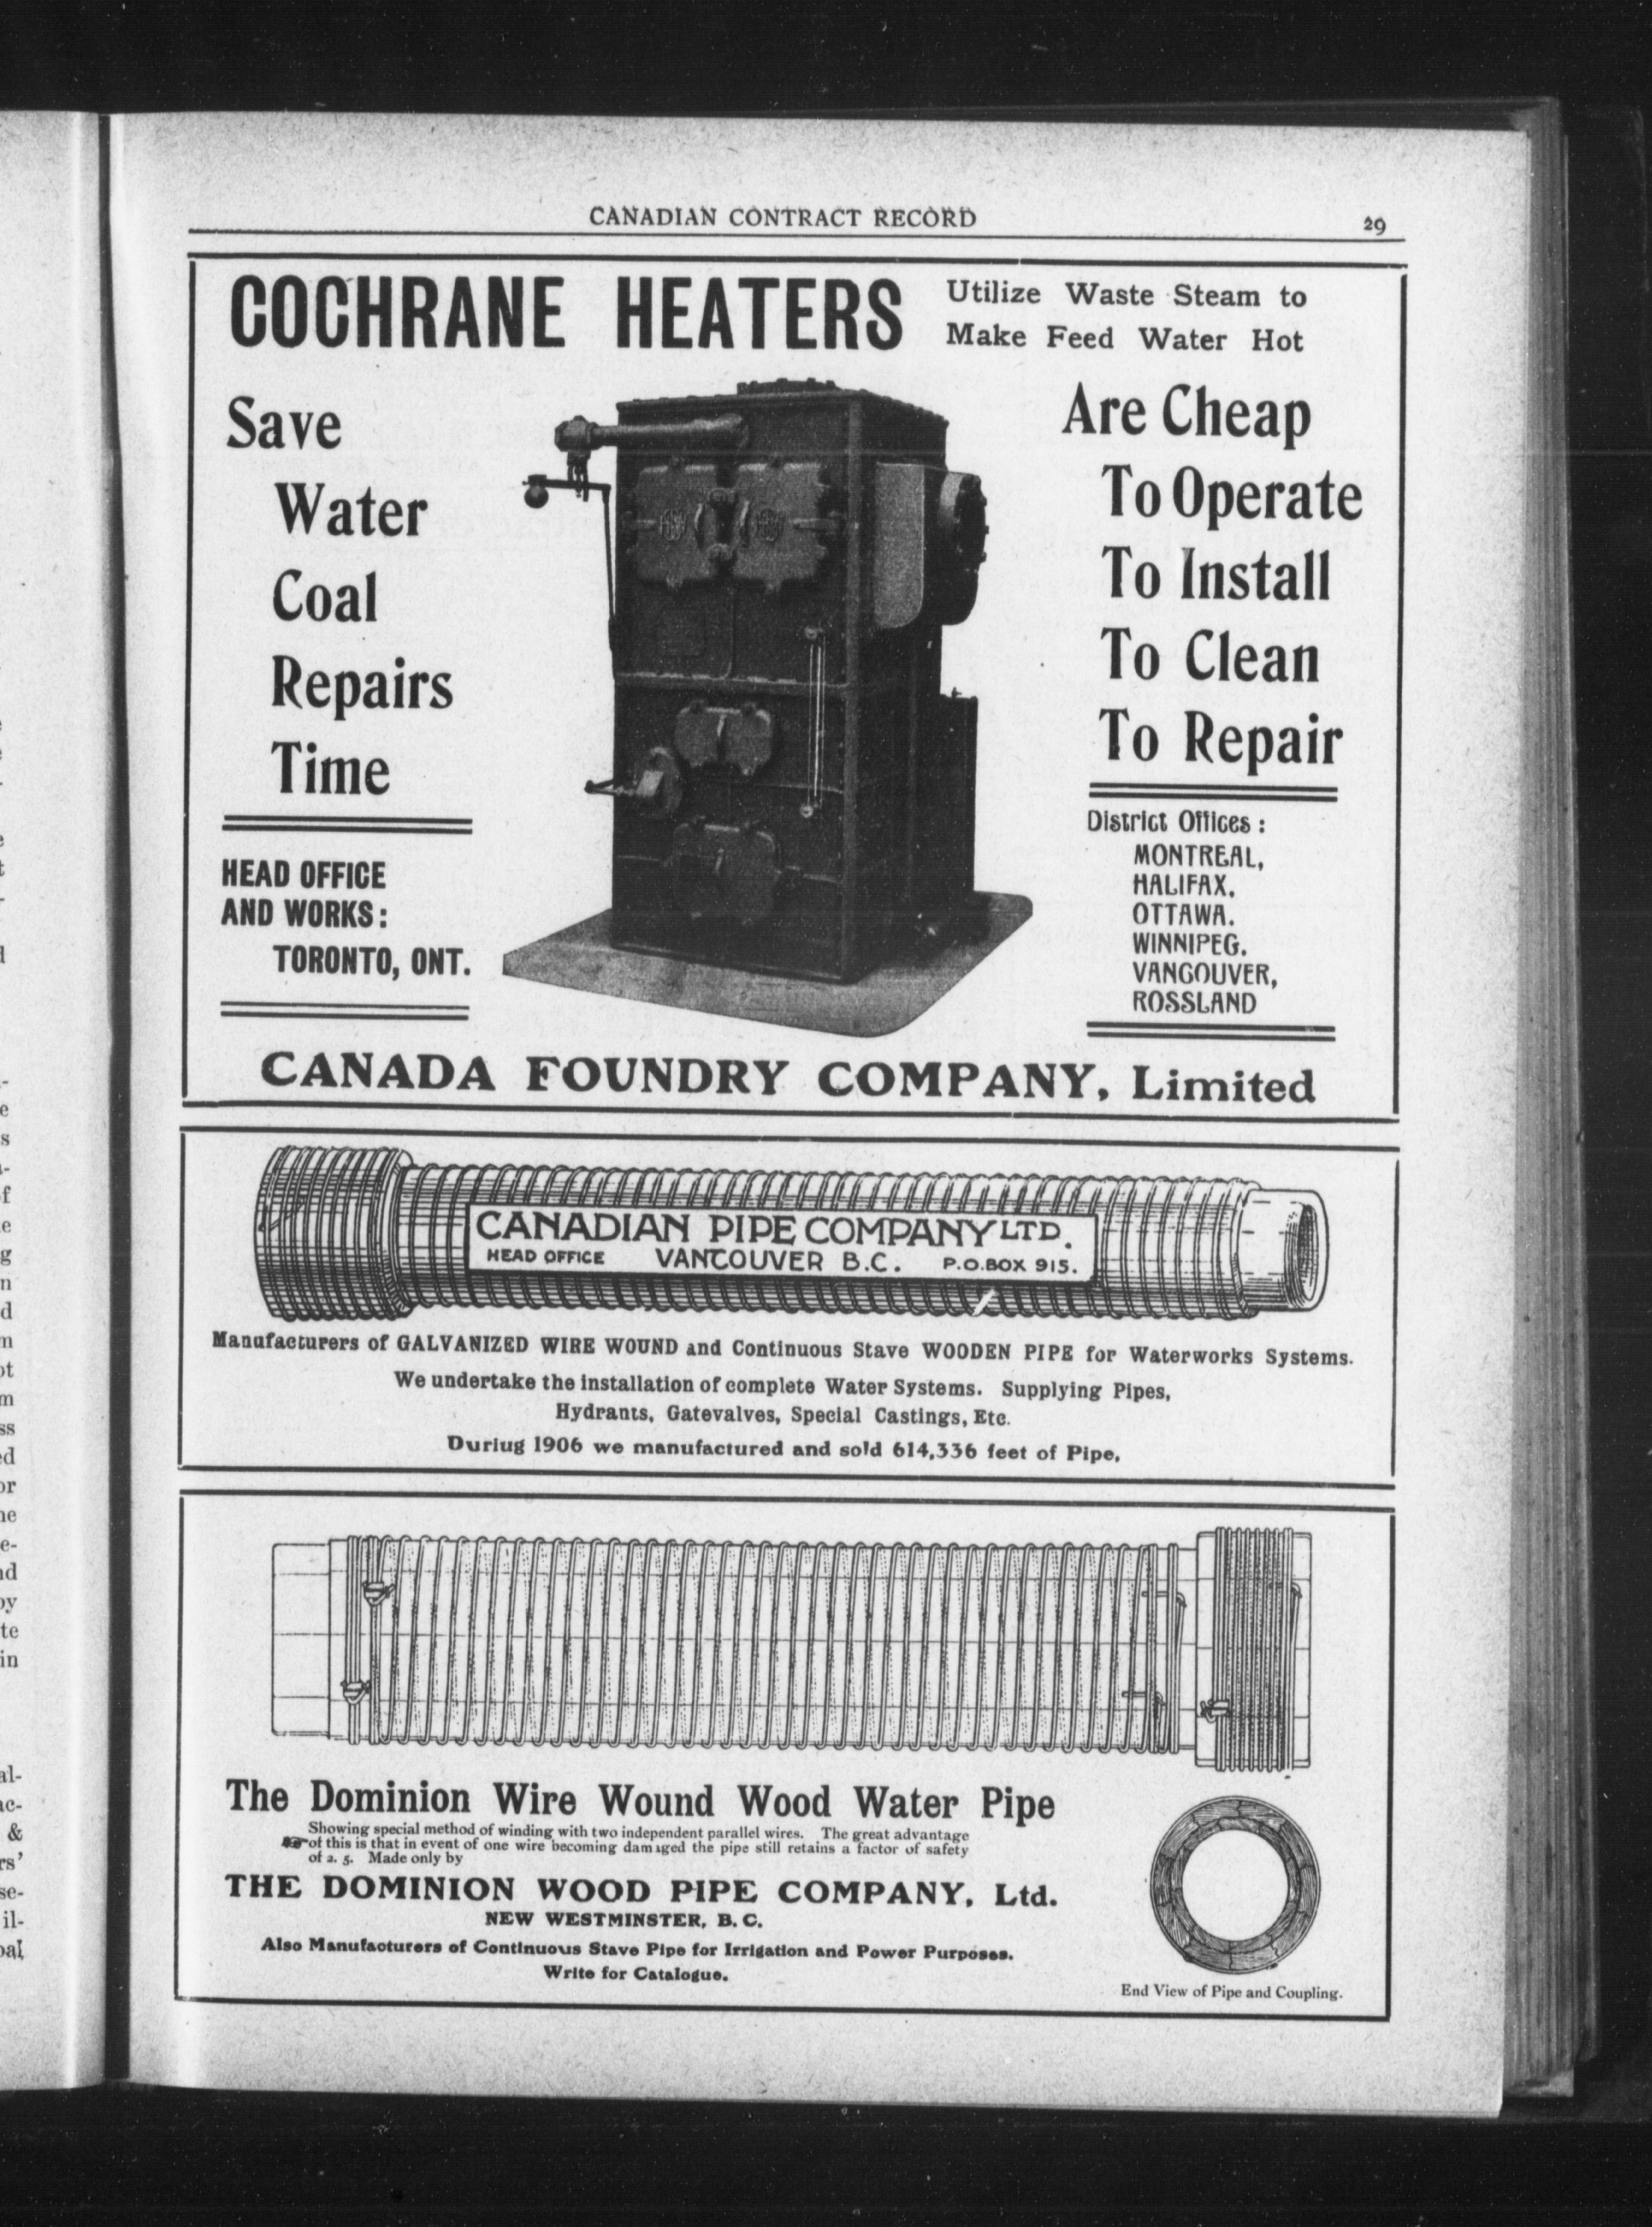 CANADIAN CONTRACT RECORD 29
COCHRANE HEATERS
Utilize Waste Steam to
Make Feed Water Hot
Save
Water
Coal
Repairs
Time
HEAD OFFICE
AND WORKS:
TORONTO, ONT.
Are Cheap
To Operate
To Install
To Clean
To Repair
District Offices:
MONTREAL,
HALIFAX.
OTTAWA.
WINNIPEG.
VANCOUVER,
ROSSLAND
CANADA FOUNDRY COMPANY, Limited
CANADIAN PIPE COMPANY LTD.
HEAD OFFICE VANCOUVER B.C. P.O.BOX 915.
Manufacturers of GALVANIZED WIRE WOUND and Continuous Stave WOODEN PIPE for Waterworks Systems.
We undertake the installation of complete Water Systems. Supplying Pipes,
Hydrants, Gatevalves, Special Castings, Etc.
Duriug 1906 we manufactured and sold 614,336 feet of Pipe.
The Dominion Wire Wound Wood Water Pipe
Showing special method of winding with two independent parallel wires. The great advantage
of this is that in event of one wire becoming damaged the pipe still retains a factor of safety
of 2. 5. Made only by
THE DOMINION WOOD PIPE COMPANY, Ltd.
NEW WESTMINSTER, B. C.
Also Manufacturers of Continuous Stave Pipe for Irrigation and Power Purposes.
Write for Catalogue.
End View of Pipe and Coupling.